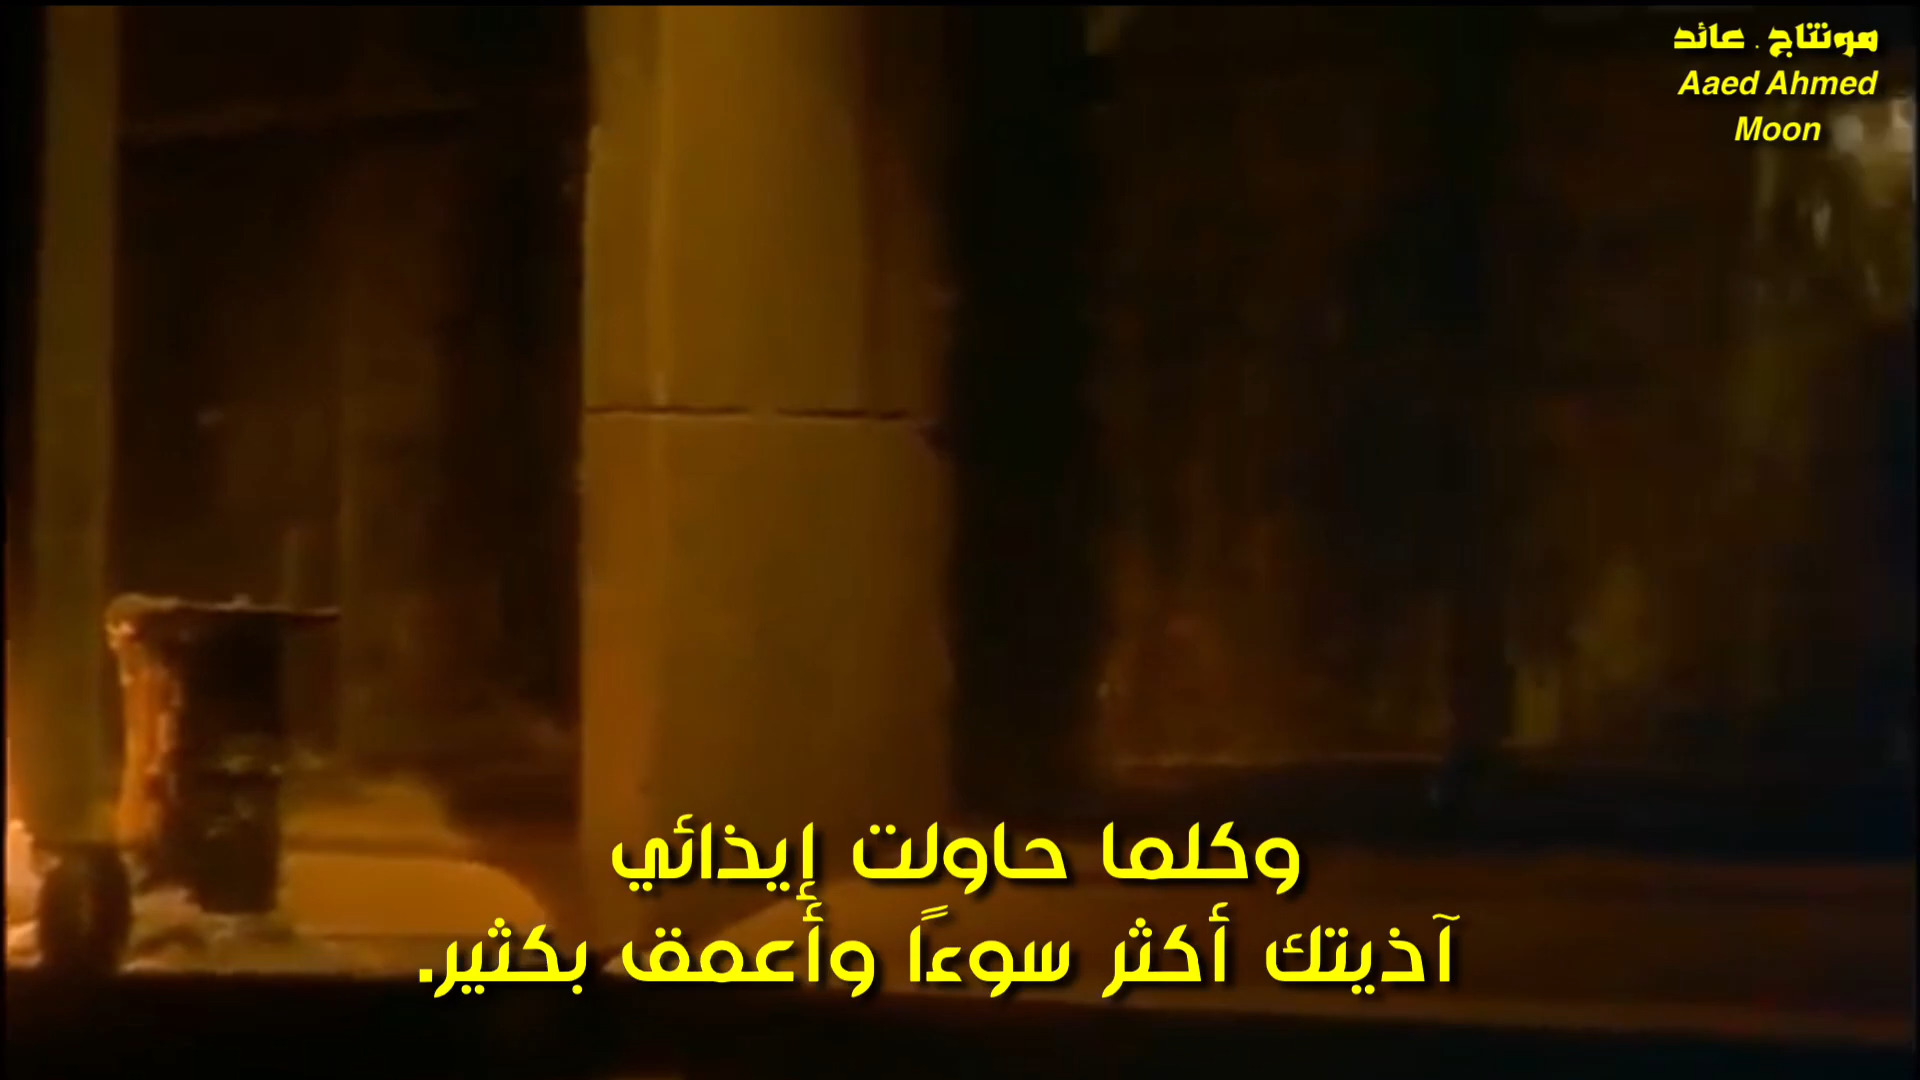 مونتاج . عائد
Aaed Ahmed
Moon
وكلما حاولت إيذائي
آذيتك أكثر سوءاً وأعمق بكثير.